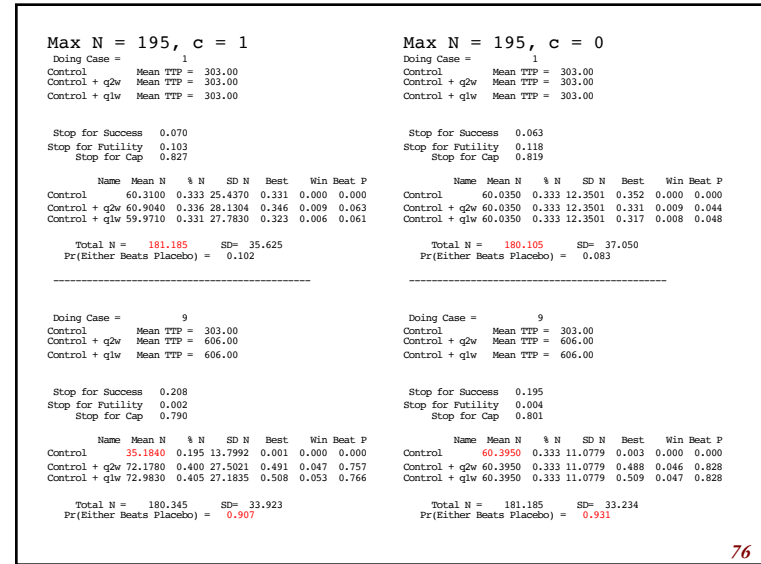 Max N = 195, c = 1
Doing Case = 1
Control Mean TTP = 303.00
Control + q2w Mean TTP = 303.00
Control + q1w Mean TTP = 303.00
Stop for Success 0.070
Stop for Futility 0.103
Stop for Cap 0.827
Name Mean N % N SD N Best Win Beat P
Control 60.3100 0.333 25.4370 0.331 0.000 0.000
Control + q2w 60.9040 0.336 28.1304 0.346 0.009 0.063
Control + q1w 59.9710 0.331 27.7830 0.323 0.006 0.061
Total N = 181.185 SD= 35.625
Pr(Either Beats Placebo) = 0.102
------------------------------------------------
Doing Case = 9
Control Mean TTP = 303.00
Control + q2w Mean TTP = 606.00
Control + q1w Mean TTP = 606.00
Stop for Success 0.208
Stop for Futility 0.002
Stop for Cap 0.790
Name Mean N % N SD N Best Win Beat P
Control 35.1840 0.195 13.7992 0.001 0.000 0.000
Control + q2w 72.1780 0.400 27.5021 0.491 0.047 0.757
Control + q1w 72.9830 0.405 27.1835 0.508 0.053 0.766
Total N = 180.345 SD= 33.923
Pr(Either Beats Placebo) = 0.907
Max N = 195, c = 0
Doing Case = 1
Control Mean TTP = 303.00
Control + q2w Mean TTP = 303.00
Control + q1w Mean TTP = 303.00
Stop for Success 0.063
Stop for Futility 0.118
Stop for Cap 0.819
Name Mean N % N SD N Best Win Beat P
Control 60.0350 0.333 12.3501 0.352 0.000 0.000
Control + q2w 60.0350 0.333 12.3501 0.331 0.009 0.044
Control + q1w 60.0350 0.333 12.3501 0.317 0.008 0.048
Total N = 180.105 SD= 37.050
Pr(Either Beats Placebo) = 0.083
------------------------------------------------
Doing Case = 9
Control Mean TTP = 303.00
Control + q2w Mean TTP = 606.00
Control + q1w Mean TTP = 606.00
Stop for Success 0.195
Stop for Futility 0.004
Stop for Cap 0.801
Name Mean N % N SD N Best Win Beat P
Control 60.3950 0.333 11.0779 0.003 0.000 0.000
Control + q2w 60.3950 0.333 11.0779 0.488 0.046 0.828
Control + q1w 60.3950 0.333 11.0779 0.509 0.047 0.828
Total N = 181.185 SD= 33.234
Pr(Either Beats Placebo) = 0.931
76